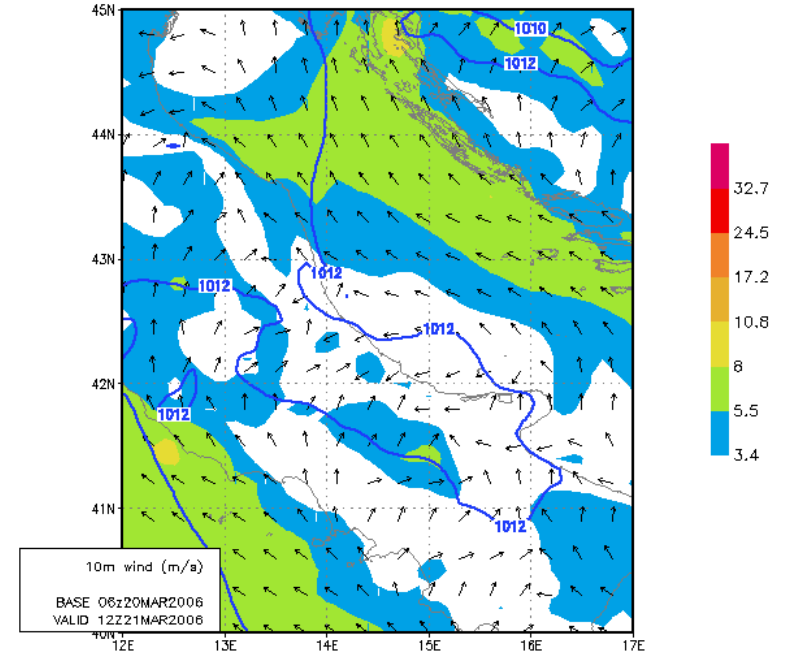 45N
1010
1012
44N
32.7
24.5
43N
1012
17.2
1012
10.8
1012
8
42N
5.5
1012
3.4
41N
1012
10m wind (m/a)
BASE 06z20MAR2006
VALID 12Z21MAR2006
40N
12E 13E 14E 15E 16E 17E